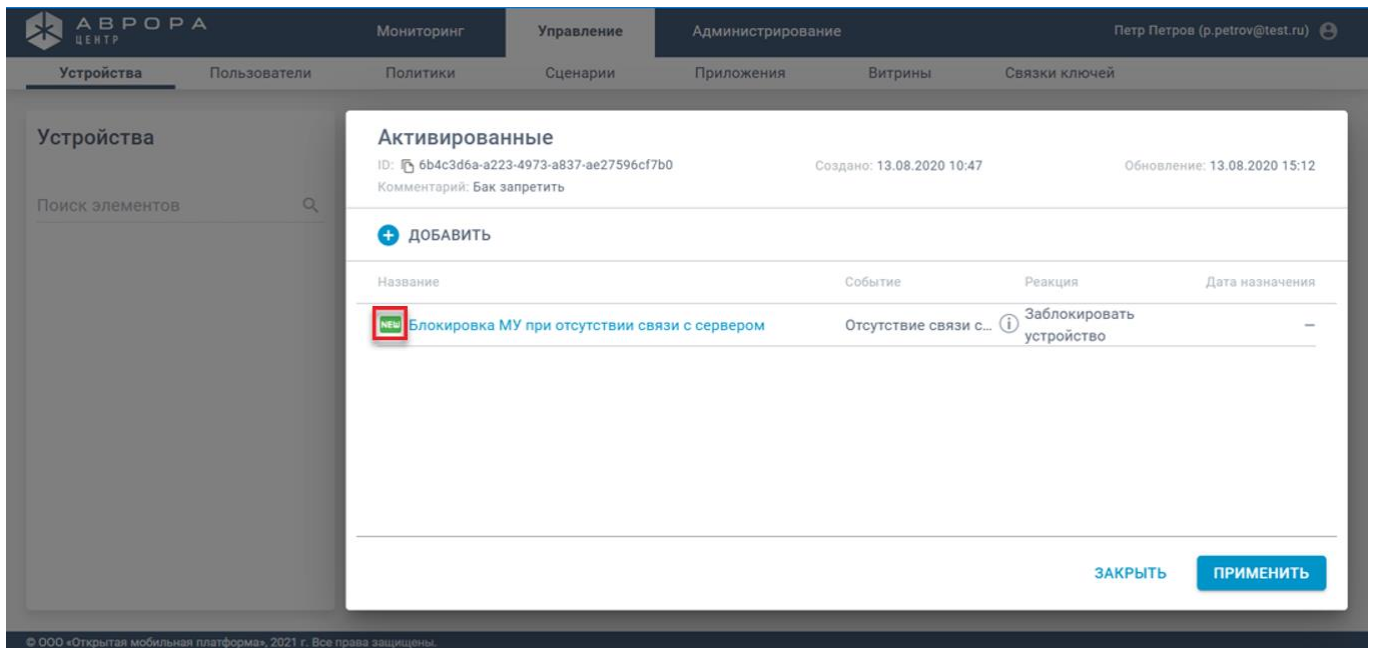 АВРОРА
ЦЕНТР
Мониторинг Управление Администрирование Петр Петров (p.petrov@test.ru)
Устройства Пользователи Политики Сценарии Приложения Витрины Связки ключей
Устройства
Поиск элементов
Активированные
ID: 6b4c3d6a-a223-4973-a837-ae27596cf7b0 Создано: 13.08.2020 10:47 Обновление: 13.08.2020 15:12
Комментарий: Бак запретить
ДОБАВИТЬ
Название Событие Реакция Дата назначения
NEW Блокировка МУ при отсутствии связи с сервером Отсутствие связи с... Заблокировать устройство –
ЗАКРЫТЬ ПРИМЕНИТЬ
© ООО «Открытая мобильная платформа», 2021 г. Все права защищены.